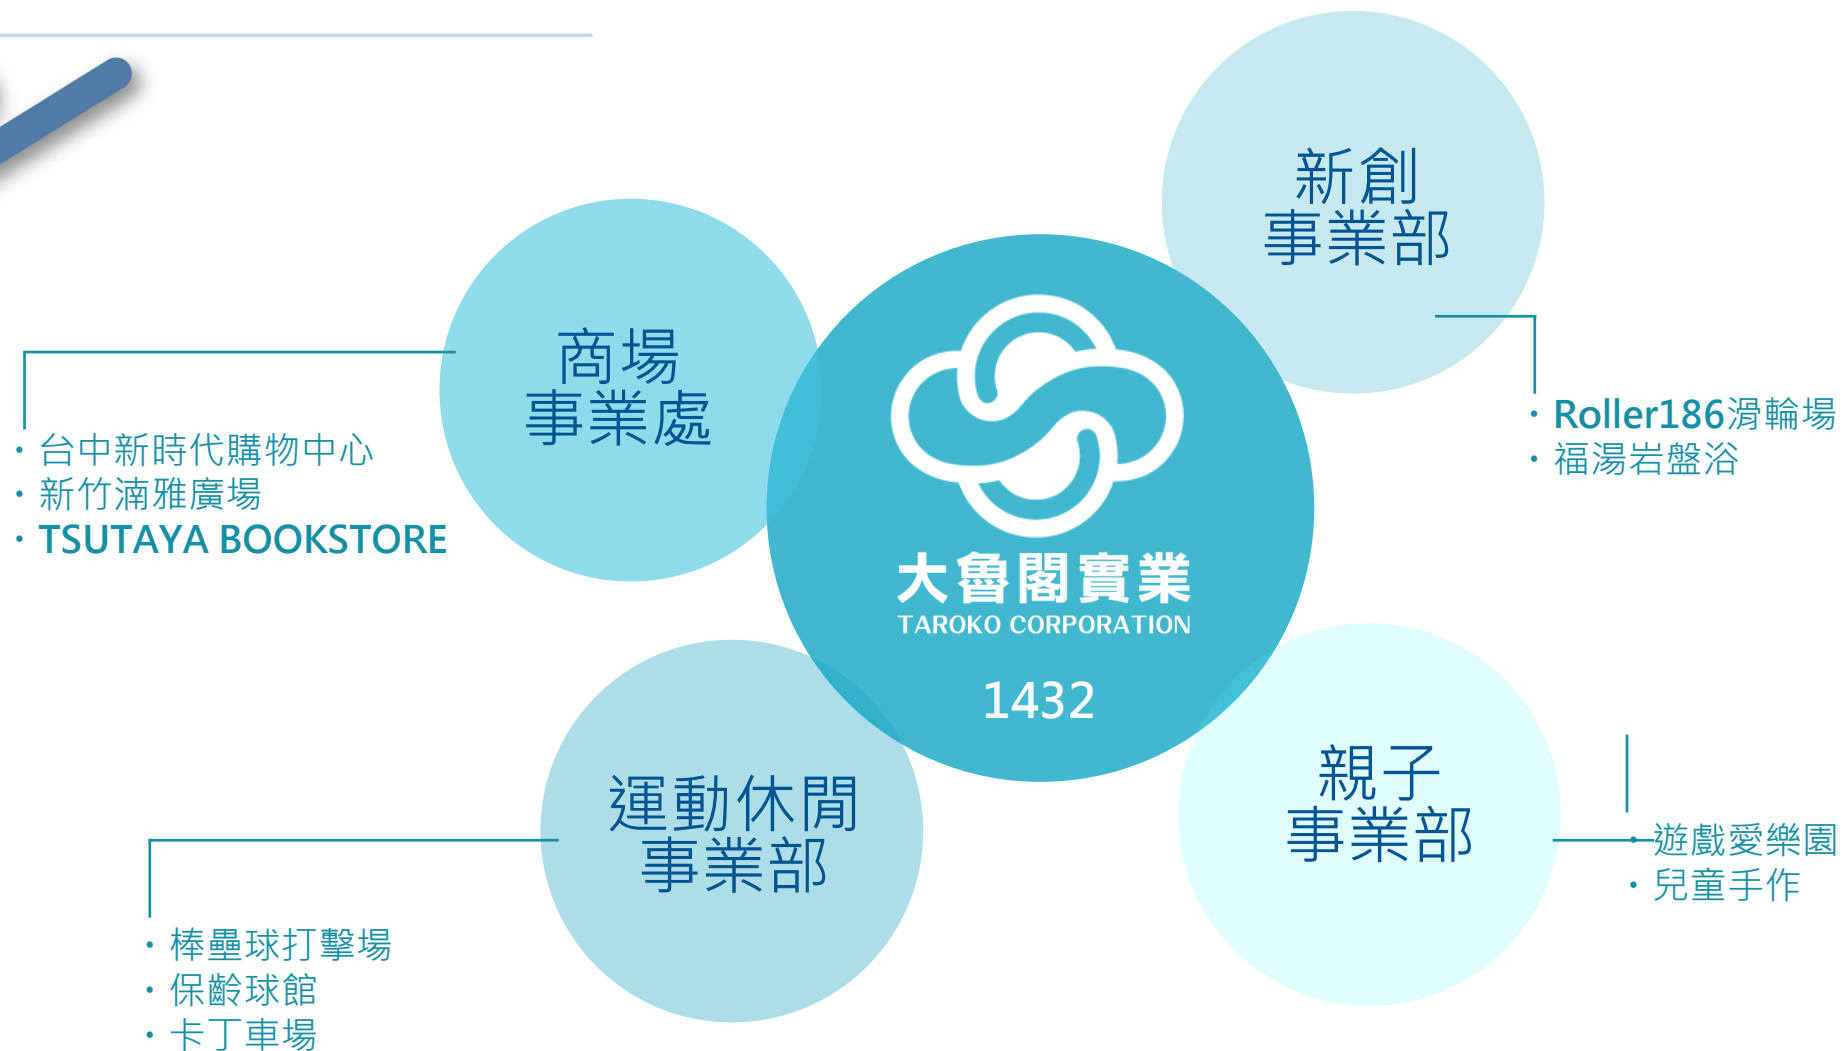 新創
事業部
・Roller186滑輪場
・福湯岩盤浴
商場
事業處
・台中新時代購物中心
・新竹湳雅廣場
・TSUTAYA BOOKSTORE
大魯閣實業
TAROKO CORPORATION
1432
運動休閒
事業部
・棒壘球打擊場
・保齡球館
・卡丁車場
親子
事業部
・遊戲愛樂園
・兒童手作